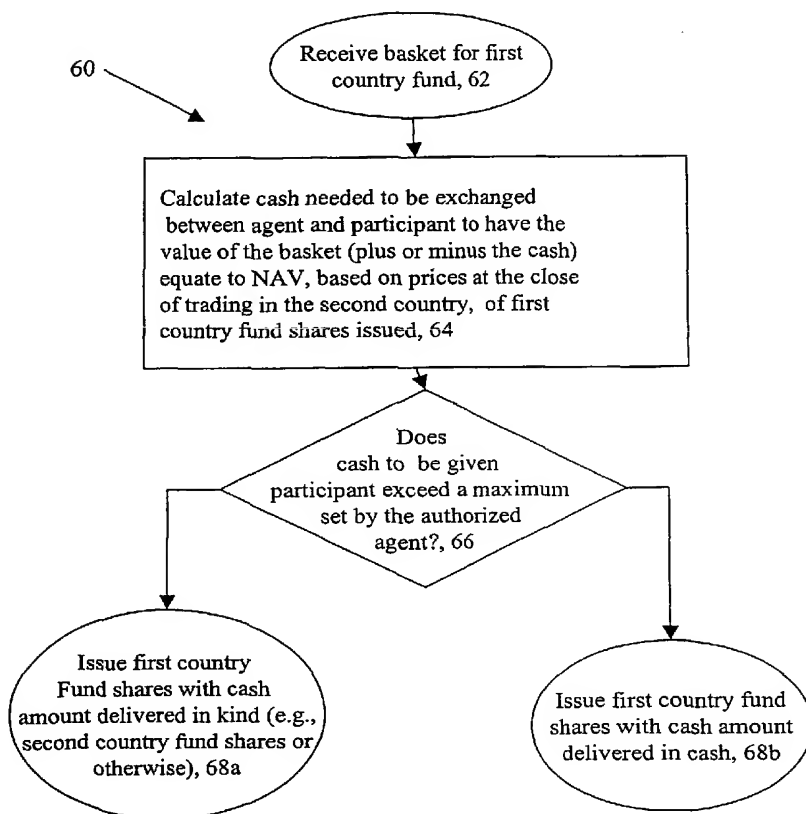 Receive basket for first
country fund, 62
60
Calculate cash needed to be exchanged
between agent and participant to have the
value of the basket (plus or minus the cash)
equate to NAV, based on prices at the close
of trading in the second country, of first
country fund shares issued, 64
Does
cash to be given
participant exceed a maximum
set by the authorized
agent?, 66
Issue first country
Fund shares with cash
amount delivered in kind (e.g.,
second country fund shares or
otherwise), 68a
Issue first country fund
shares with cash amount
delivered in cash, 68b